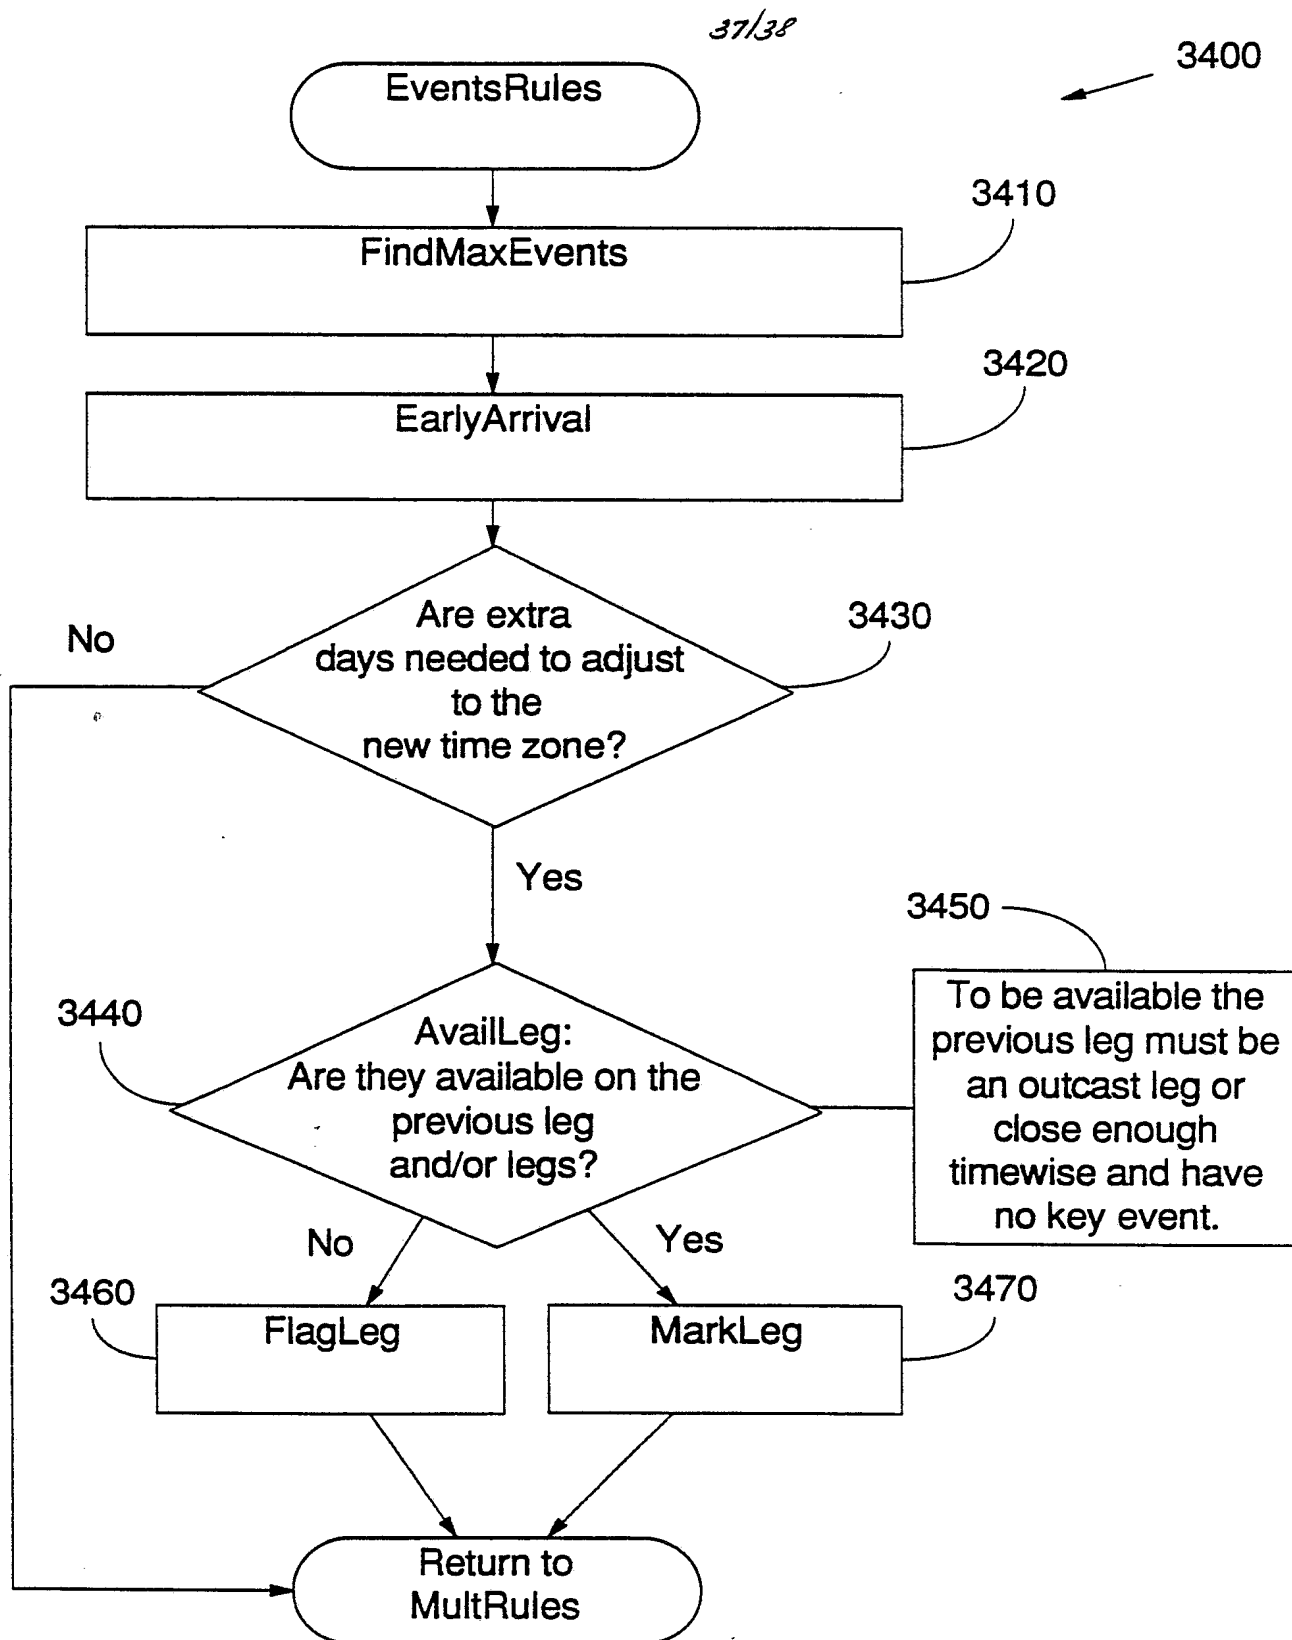 37/38
3400
EventsRules
3410
FindMaxEvents
3420
EarlyArrival
3430
Are extra
days needed to adjust
to the
new time zone?
No
Yes
3450
To be available the
previous leg must be
an outcast leg or
close enough
timewise and have
no key event.
3440
AvailLeg:
Are they available on the
previous leg
and/or legs?
No
Yes
3460
FlagLeg
3470
MarkLeg
Return to
MultRules